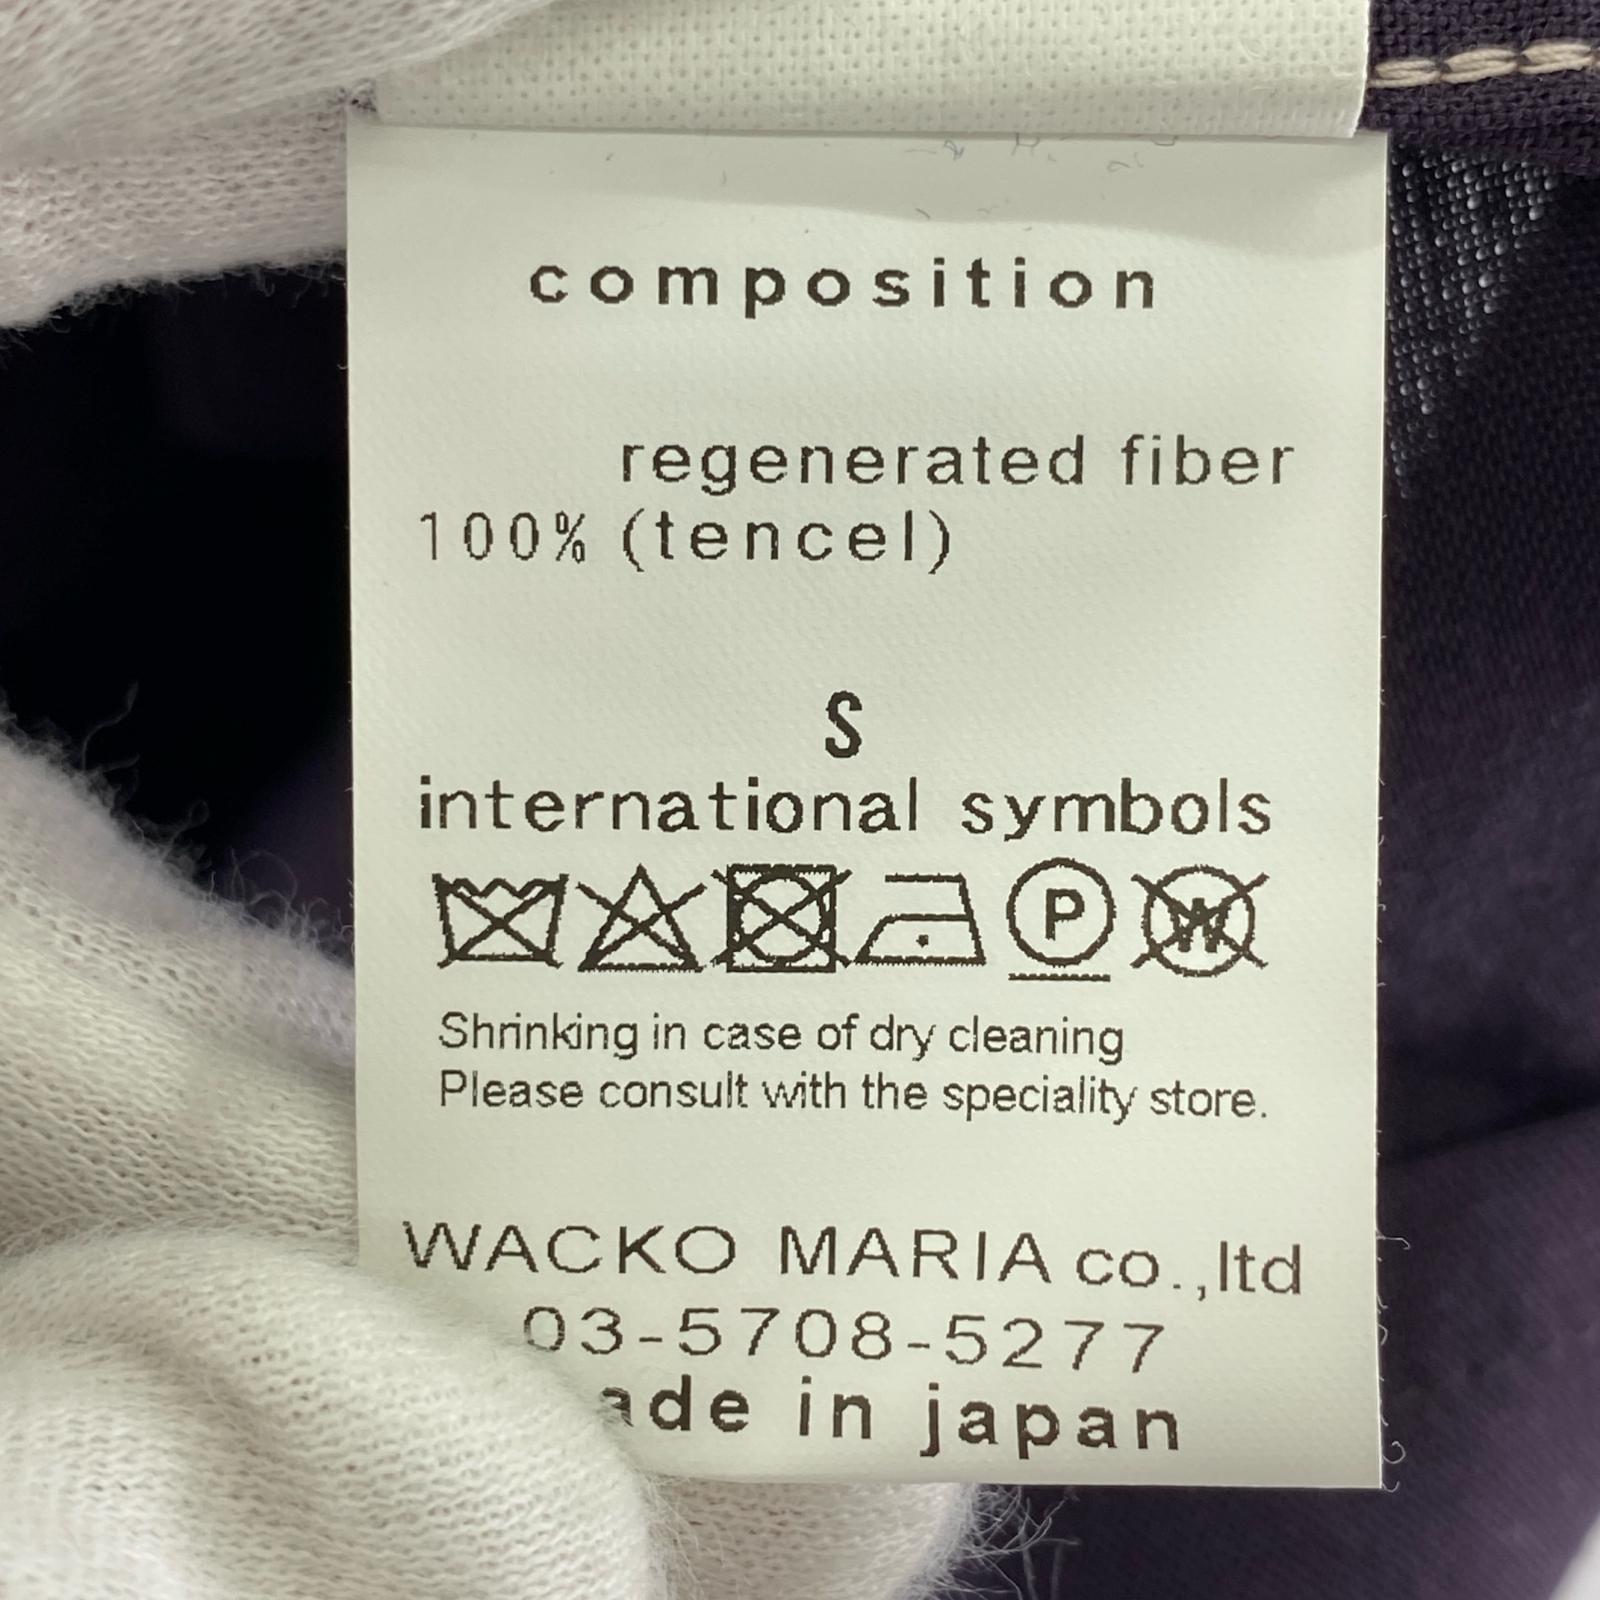 composition
regenerated fiber
100% (tencel)
S
international symbols
P W
Shrinking in case of dry cleaning
Please consult with the speciality store.
WACKO MARIA co.,ltd
03-5708-5277
ade in japan